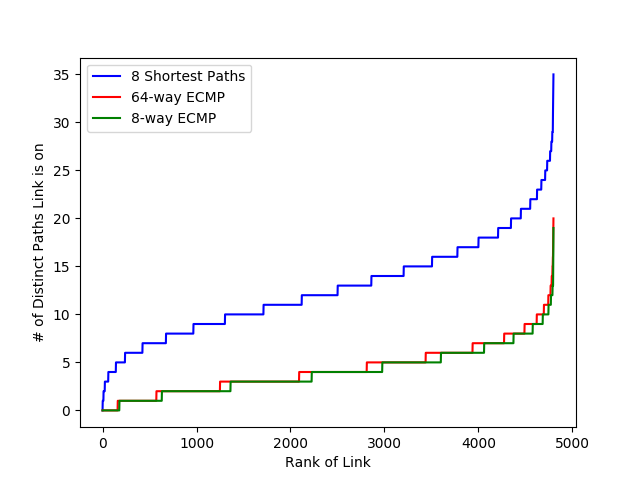 8 Shortest Paths
64-way ECMP
8-way ECMP
# of Distinct Paths Link is on
35
30
25
20
15
10
5
0
0 1000 2000 3000 4000 5000
Rank of Link